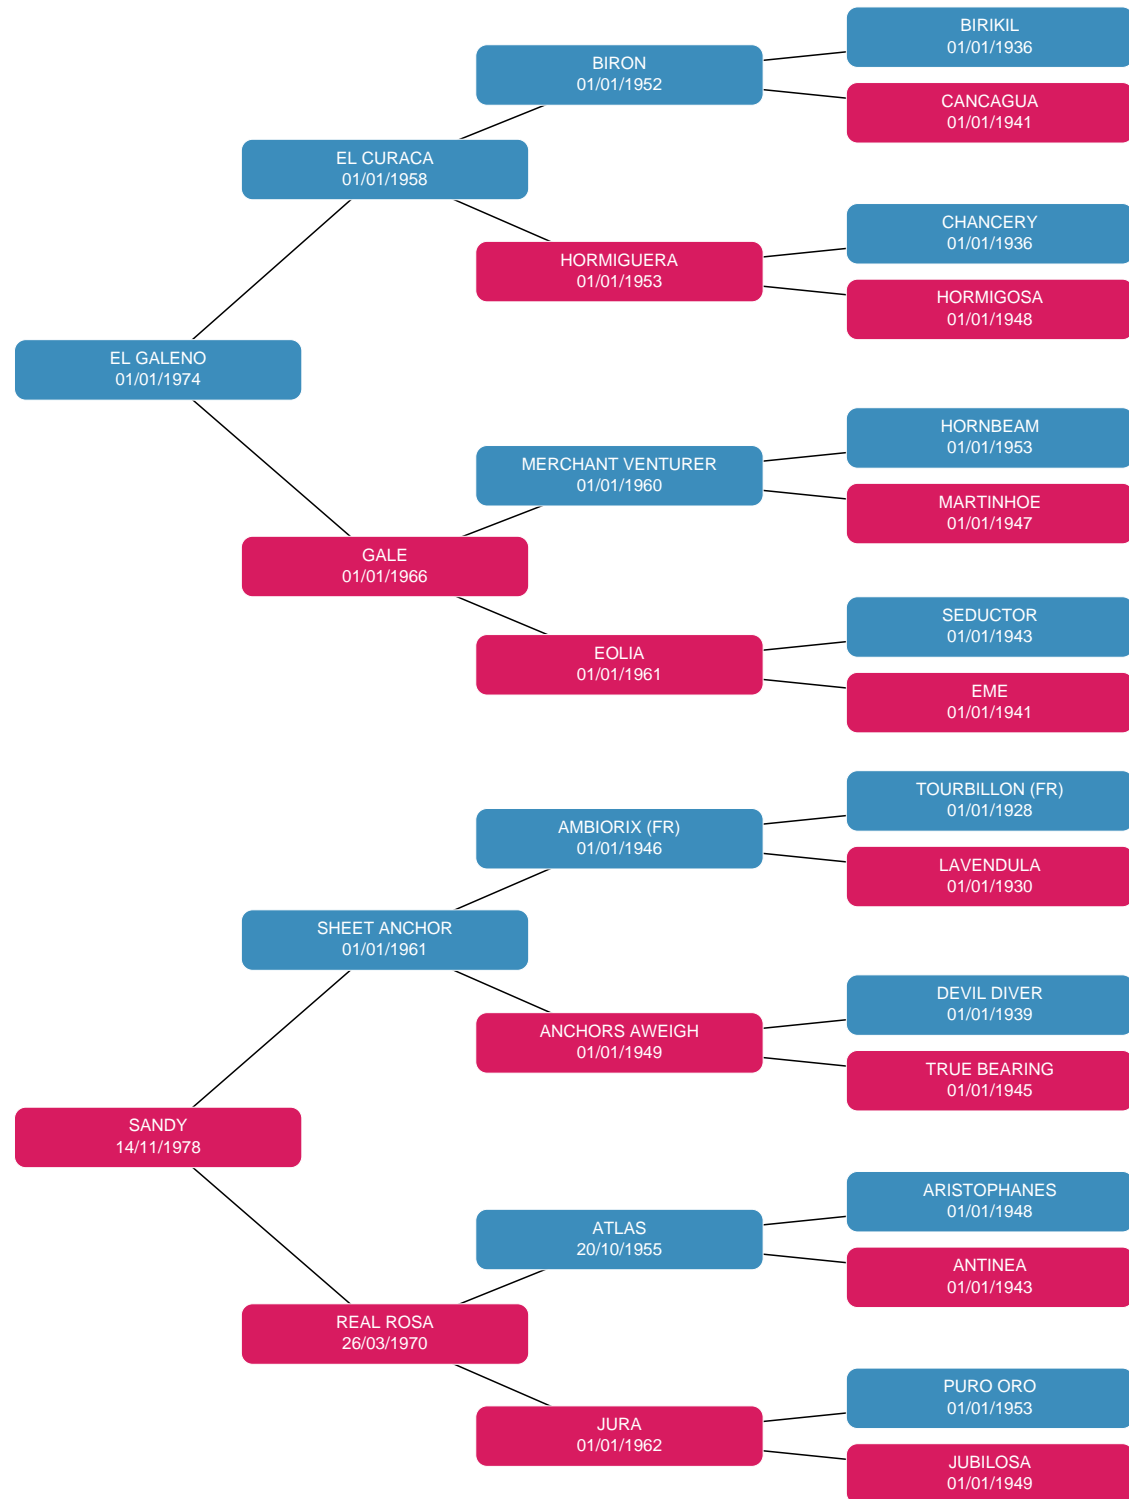 BIRIKIL
01/01/1936
BIRON
01/01/1952
CANCAGUA
01/01/1941
EL CURACA
01/01/1958
CHANCERY
01/01/1936
HORMIGUERA
01/01/1953
HORMIGOSA
01/01/1948
EL GALENO
01/01/1974
HORNBEAM
01/01/1953
MERCHANT VENTURER
01/01/1960
MARTINHOE
01/01/1947
GALE
01/01/1966
SEDUCTOR
01/01/1943
EOLIA
01/01/1961
EME
01/01/1941
TOURBILLON (FR)
01/01/1928
AMBIORIX (FR)
01/01/1946
LAVENDULA
01/01/1930
SHEET ANCHOR
01/01/1961
DEVIL DIVER
01/01/1939
ANCHORS AWEIGH
01/01/1949
TRUE BEARING
01/01/1945
SANDY
14/11/1978
ARISTOPHANES
01/01/1948
ATLAS
20/10/1955
ANTINEA
01/01/1943
REAL ROSA
26/03/1970
PURO ORO
01/01/1953
JURA
01/01/1962
JUBILOSA
01/01/1949